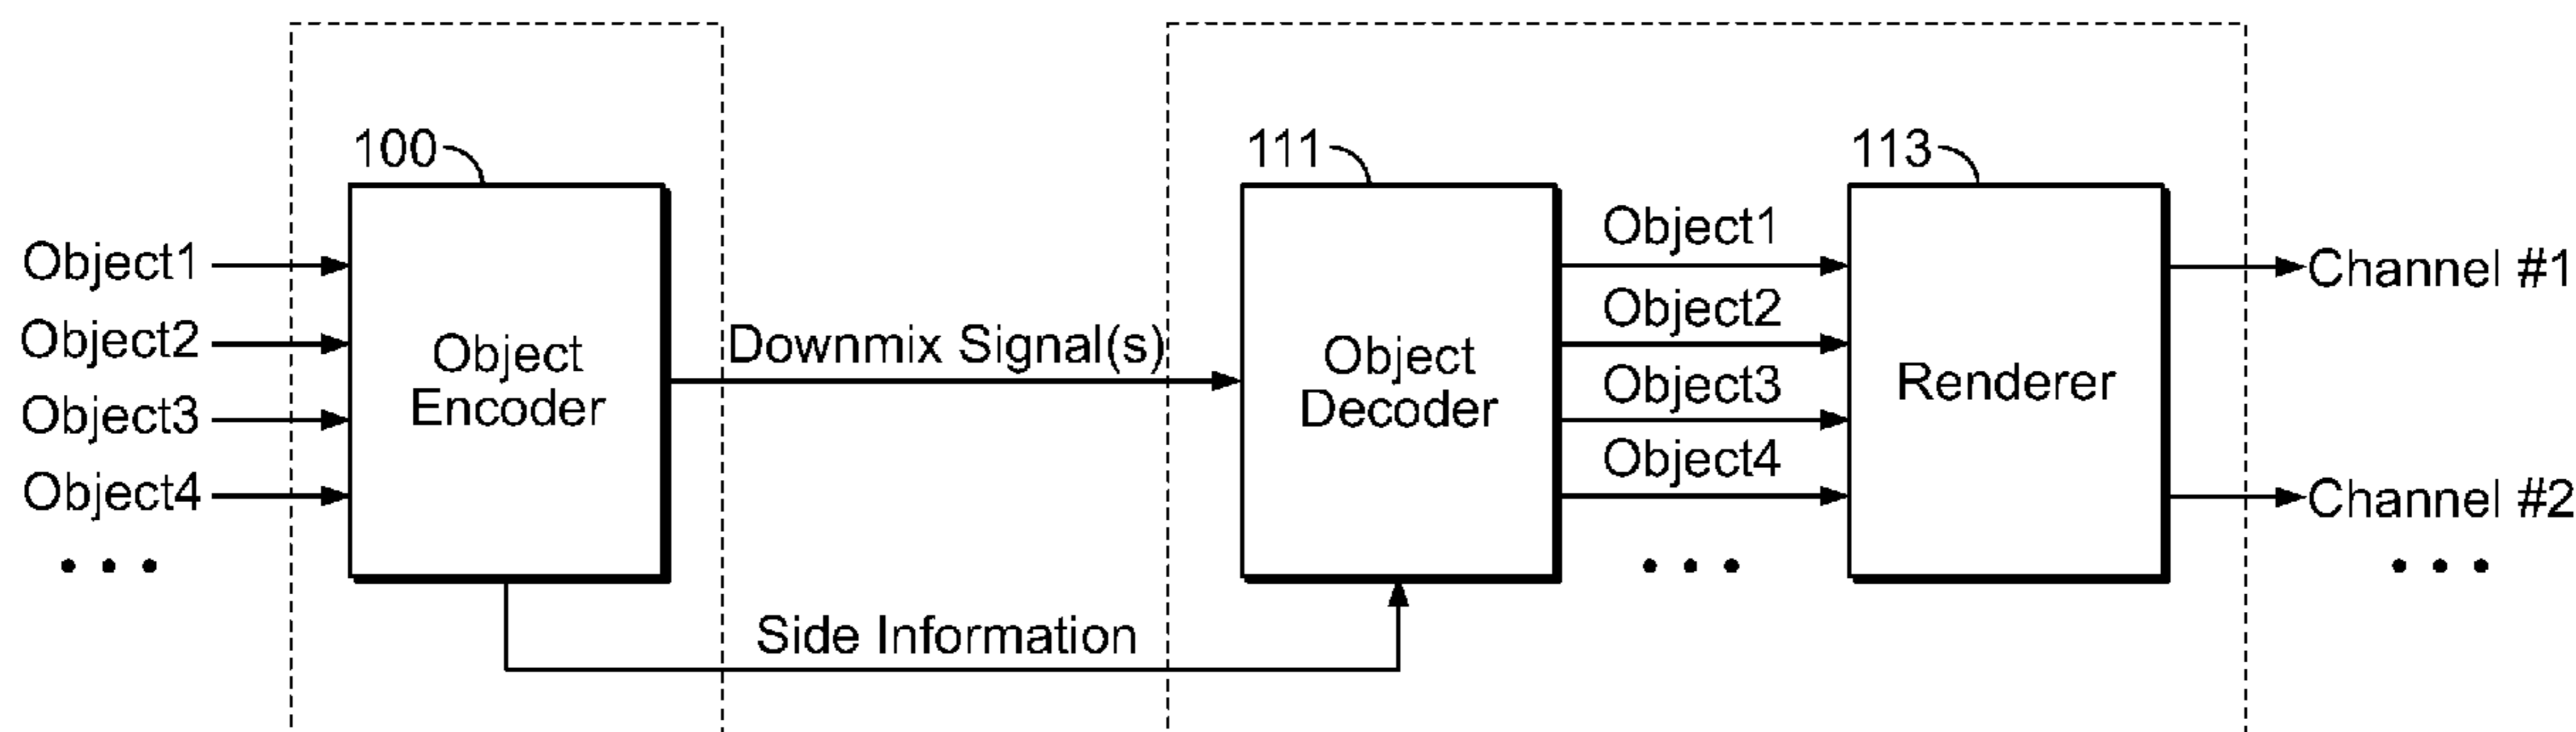 100
111
113
Object1
Object2
Object3
Object4
Object
Encoder
Downmix Signal(s)
Side Information
Object
Decoder
Object1
Object2
Object3
Object4
Renderer
Channel #1
Channel #2